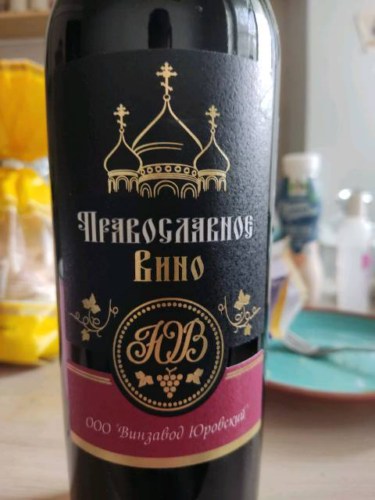 Православное
Вино
ЮВ
ООО "Винзавод Юровский"